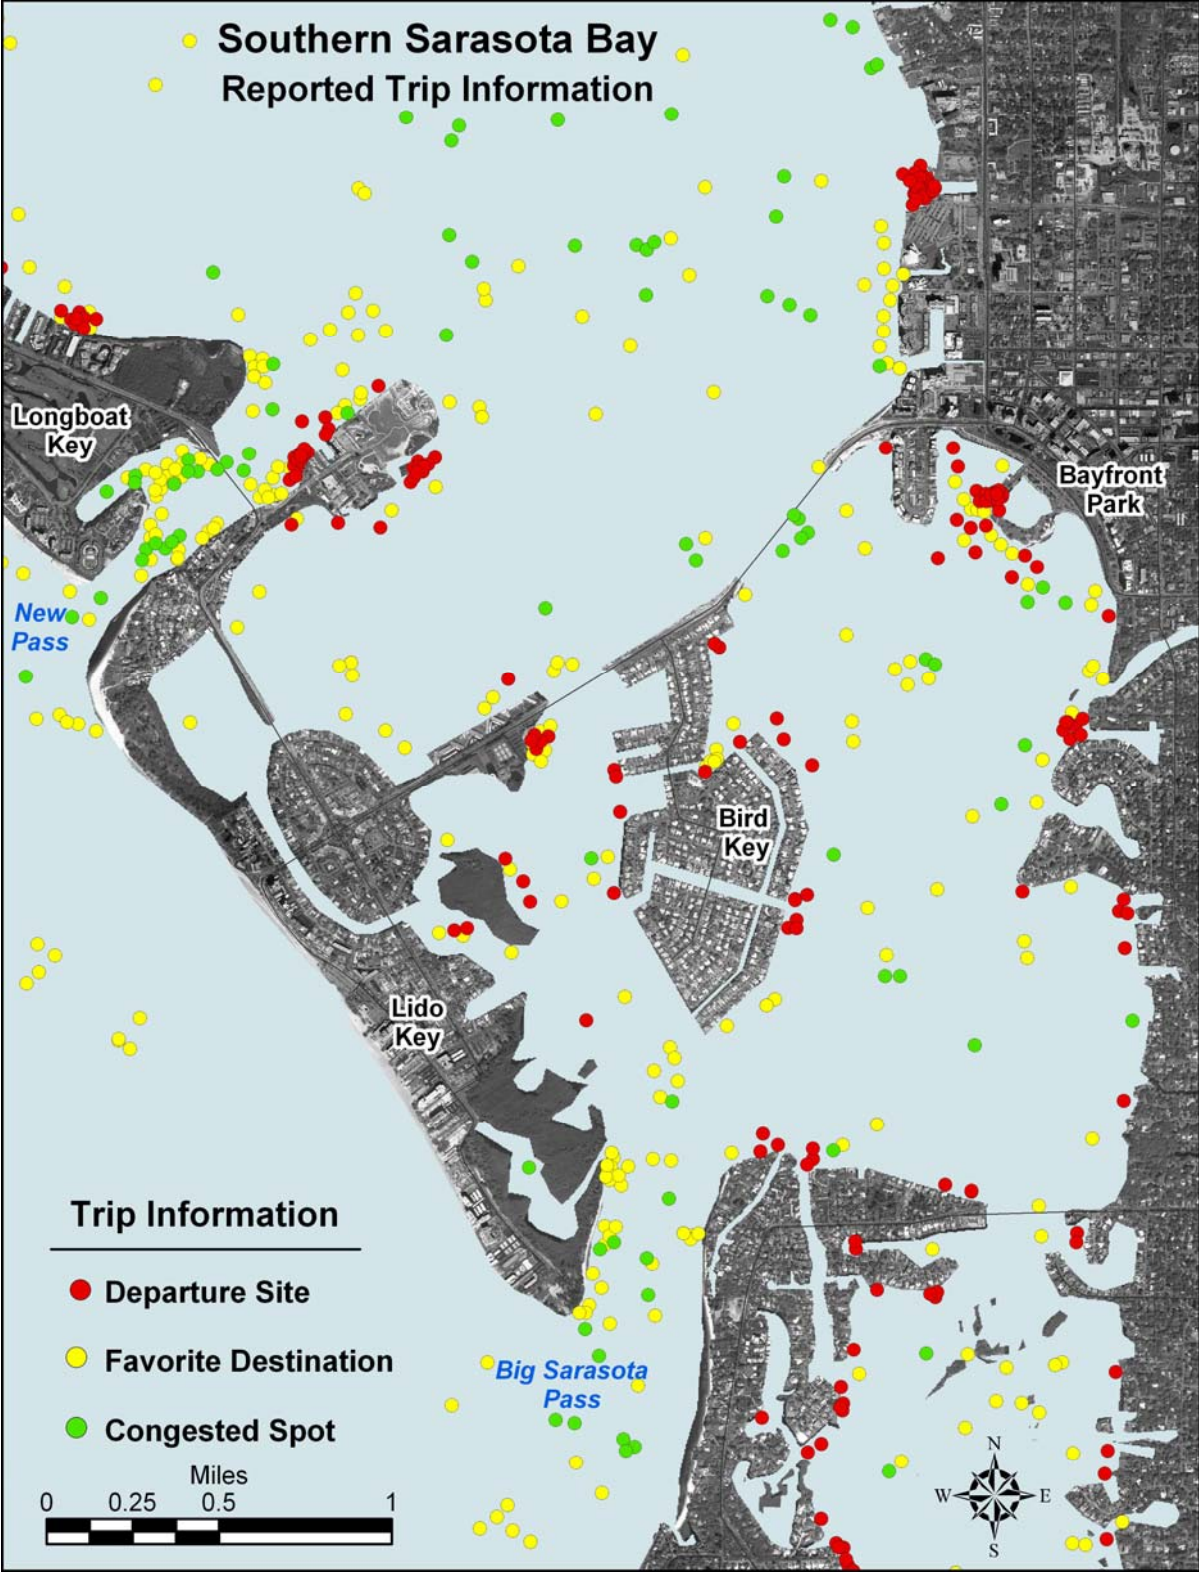 Southern Sarasota Bay
Reported Trip Information
Longboat
Key
Bayfront
Park
New
Pass
Bird
Key
Lido
Key
Big Sarasota
Pass
Trip Information
Departure Site
Favorite Destination
Congested Spot
Miles
0 0.25 0.5 1
N
W E
S